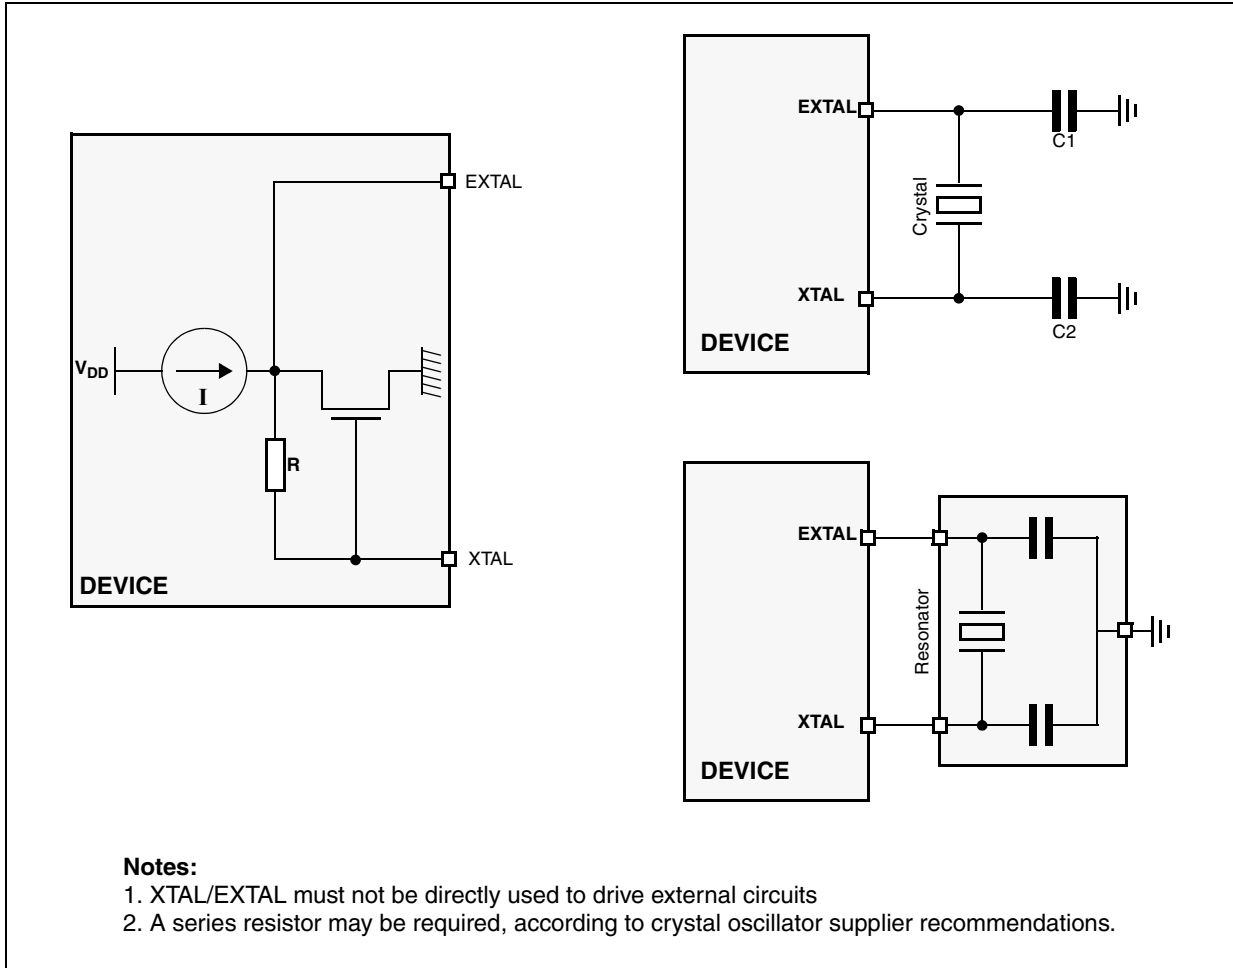 EXTAL
V_DD
I
R
XTAL
DEVICE
EXTAL
C1
Crystal
XTAL
C2
DEVICE
EXTAL
Resonator
XTAL
DEVICE
Notes:
1. XTAL/EXTAL must not be directly used to drive external circuits
2. A series resistor may be required, according to crystal oscillator supplier recommendations.